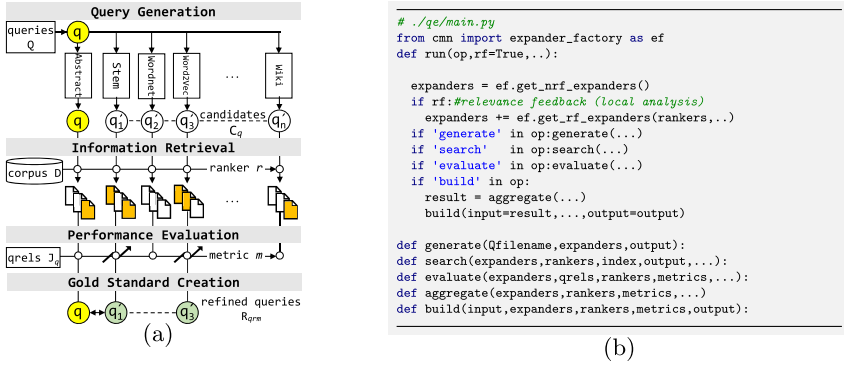 Query Generation
queries
Q
q
Abstract
Stem
Wordnet
Word2Vec
...
Wiki
q
q′1
q′2
q′3
candidates
Cq
q′n
Information Retrieval
corpus D
ranker r
...
Performance Evaluation
qrels Jq
metric m
Gold Standard Creation
q
q′1
q′3
refined queries
Rqrm
(a)
# ./qe/main.py
from cmn import expander_factory as ef
def run(op,rf=True,..):
expanders = ef.get_nrf_expanders()
if rf:#relevance feedback (local analysis)
expanders += ef.get_rf_expanders(rankers,..)
if 'generate' in op:generate(...)
if 'search' in op:search(...)
if 'evaluate' in op:evaluate(...)
if 'build' in op:
result = aggregate(...)
build(input=result,...,output=output)
def generate(Qfilename,expanders,output):
def search(expanders,rankers,index,output,...):
def evaluate(expanders,qrels,rankers,metrics,...):
def aggregate(expanders,rankers,metrics,...)
def build(input,expanders,rankers,metrics,output):
(b)